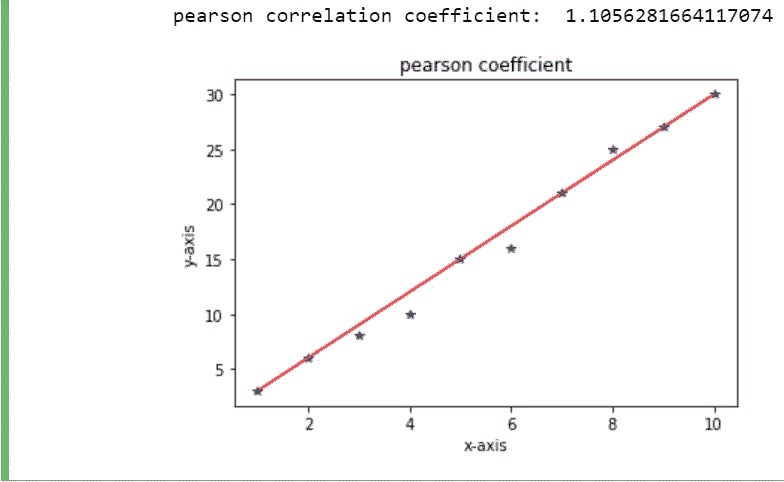 pearson correlation coefficient:  1.1056281664117074
pearson coefficient
30
25
20
15
10
5
y-axis
2 4 6 8 10
x-axis